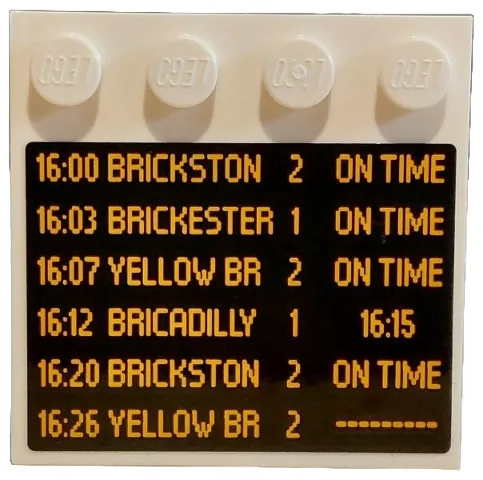 LEGO LEGO LEGO LEGO
16:00 BRICKSTON 2 ON TIME
16:03 BRICKESTER 1 ON TIME
16:07 YELLOW BR 2 ON TIME
16:12 BRICADILLY 1 16:15
16:20 BRICKSTON 2 ON TIME
16:26 YELLOW BR 2 ---------